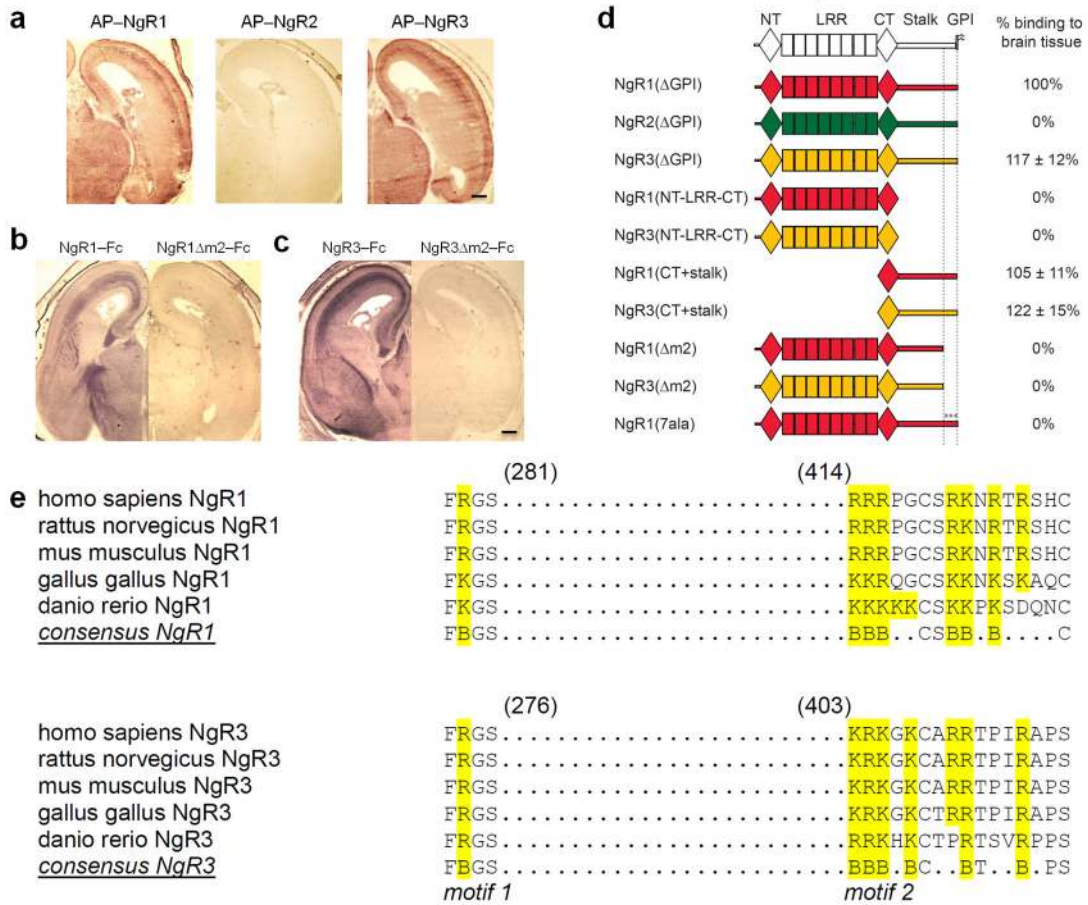 a
AP–NgR1 AP–NgR2 AP–NgR3
b
NgR1–Fc NgR1Δm2–Fc
c
NgR3–Fc NgR3Δm2–Fc
d
NT LRR CT Stalk GPI
% binding to
brain tissue
NgR1(ΔGPI) 100%
NgR2(ΔGPI) 0%
NgR3(ΔGPI) 117 ± 12%
NgR1(NT-LRR-CT) 0%
NgR3(NT-LRR-CT) 0%
NgR1(CT+stalk) 105 ± 11%
NgR3(CT+stalk) 122 ± 15%
NgR1(Δm2) 0%
NgR3(Δm2) 0%
NgR1(7ala) *** 0%
e
(281) (414)
homo sapiens NgR1 FRGS.........................RRRPGCSRKNRTRSHC
rattus norvegicus NgR1 FRGS.........................RRRPGCSRKNRTRSHC
mus musculus NgR1 FRGS.........................RRRPGCSRKNRTRSHC
gallus gallus NgR1 FKGS.........................KKRQGCSKKNKSKAQC
danio rerio NgR1 FKGS.........................KKKKKCSKKPKSDQNC
consensus NgR1 FBGS.........................BBB..CSBB.B....C
(276) (403)
homo sapiens NgR3 FRGS.........................KRKGKCARRTPIRAPS
rattus norvegicus NgR3 FRGS.........................KRKGKCARRTPIRAPS
mus musculus NgR3 FRGS.........................KRKGKCARRTPIRAPS
gallus gallus NgR3 FRGS.........................KRKGKCTRRTPIRAPS
danio rerio NgR3 FRGS.........................RRKHKCTPRTSVRPPS
consensus NgR3 FBGS.........................BBB.BC..BT..B.PS
motif 1 motif 2